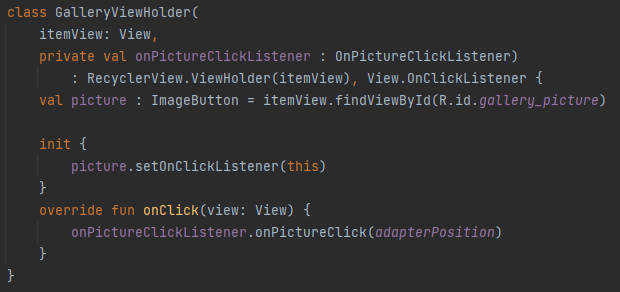 class GalleryViewHolder(
    itemView: View,
    private val onPictureClickListener : OnPictureClickListener)
        : RecyclerView.ViewHolder(itemView), View.OnClickListener {
    val picture : ImageButton = itemView.findViewById(R.id.gallery_picture)
    init {
        picture.setOnClickListener(this)
    }
    override fun onClick(view: View) {
        onPictureClickListener.onPictureClick(adapterPosition)
    }
}